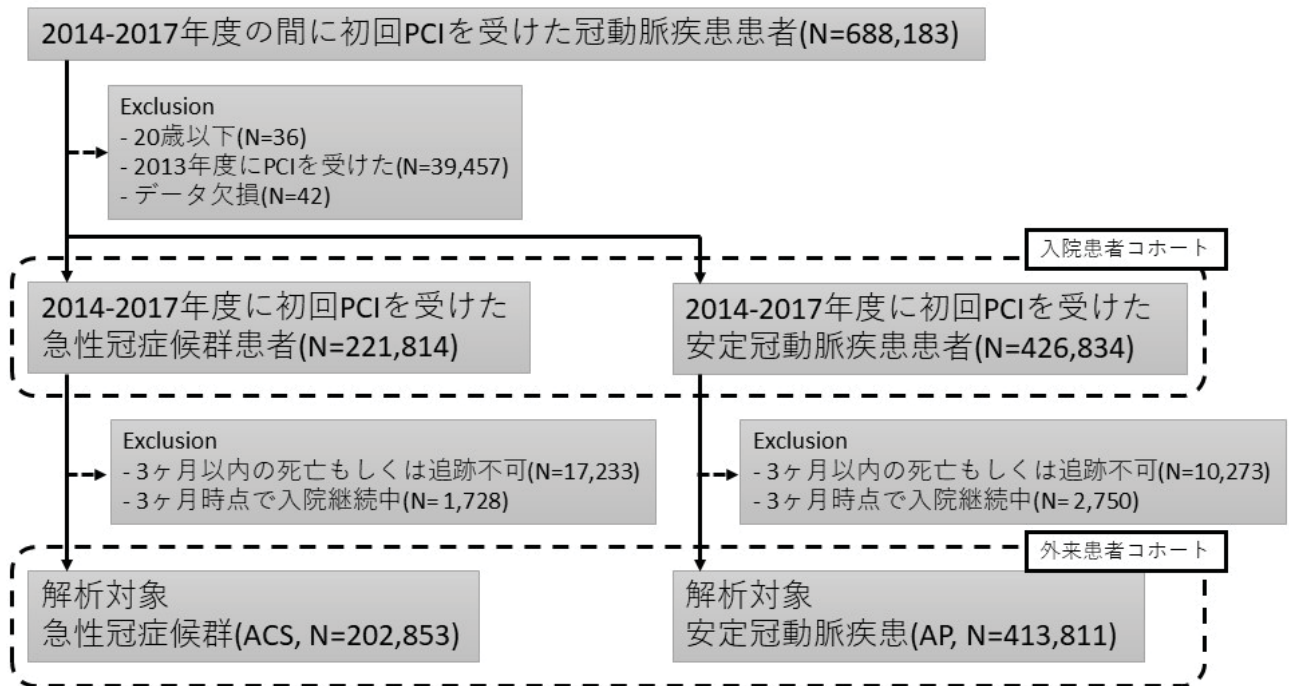 2014-2017年度の間に初回PCIを受けた冠動脈疾患患者(N=688,183)
Exclusion
- 20歳以下(N=36)
- 2013年度にPCIを受けた(N=39,457)
- データ欠損(N=42)
入院患者コホート
2014-2017年度に初回PCIを受けた
急性冠症候群患者(N=221,814)
2014-2017年度に初回PCIを受けた
安定冠動脈疾患患者(N=426,834)
Exclusion
- 3ヶ月以内の死亡もしくは追跡不可(N=17,233)
- 3ヶ月時点で入院継続中(N= 1,728)
Exclusion
- 3ヶ月以内の死亡もしくは追跡不可(N=10,273)
- 3ヶ月時点で入院継続中(N= 2,750)
外来患者コホート
解析対象
急性冠症候群(ACS, N=202,853)
解析対象
安定冠動脈疾患(AP, N=413,811)